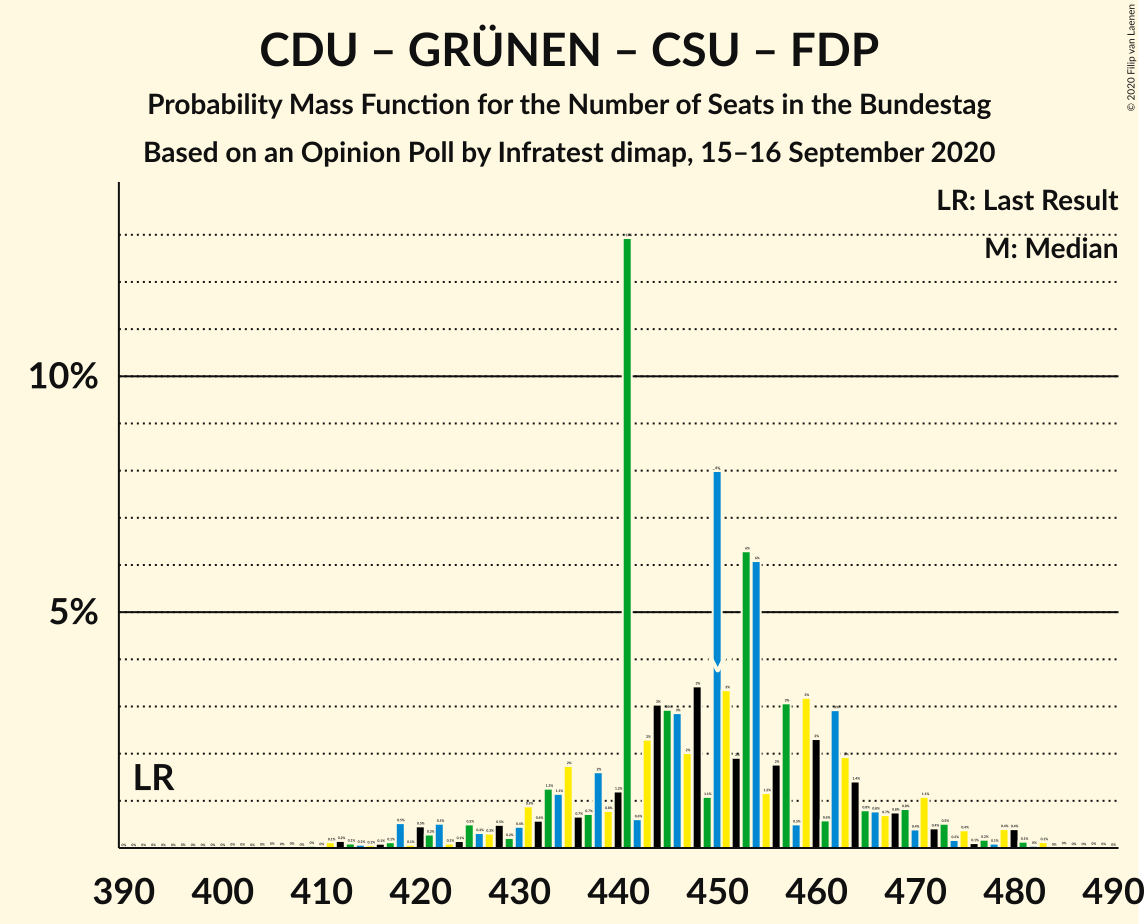 CDU – GRÜNEN – CSU – FDP
Probability Mass Function for the Number of Seats in the Bundestag
Based on an Opinion Poll by Infratest dimap, 15–16 September 2020
© 2020 Filip van Laenen
LR: Last Result
M: Median
10%
5%
LR
390 400 410 420 430 440 450 460 470 480 490